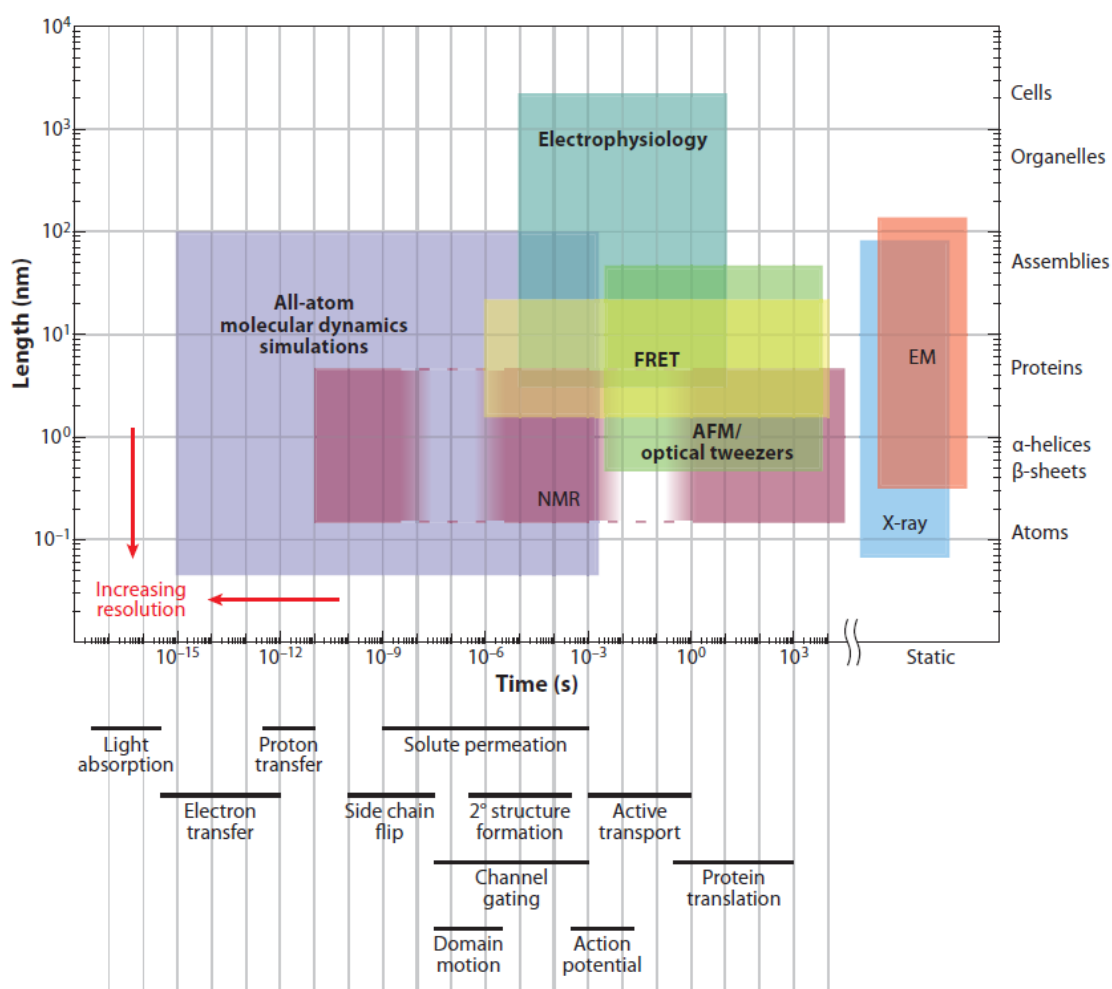 10⁴
10³
10²
10¹
10⁰
10⁻¹
Length (nm)
Cells
Organelles
Assemblies
Proteins
α-helices
β-sheets
Atoms
Electrophysiology
All-atom
molecular dynamics
simulations
FRET
AFM/
optical tweezers
NMR
EM
X-ray
Increasing
resolution
10⁻¹⁵
10⁻¹²
10⁻⁹
10⁻⁶
10⁻³
10⁰
10³
Static
Time (s)
Light
absorption
Proton
transfer
Solute permeation
Electron
transfer
Side chain
flip
2° structure
formation
Active
transport
Channel
gating
Protein
translation
Domain
motion
Action
potential